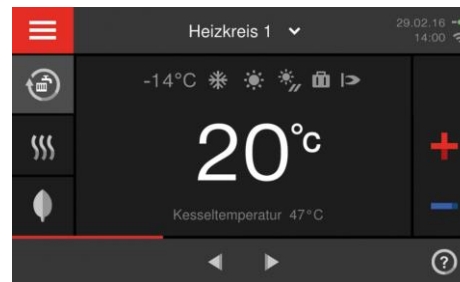 Heizkreis 1
29.02.16
14:00
-14°C
20°C
Kesseltemperatur 47°C
?